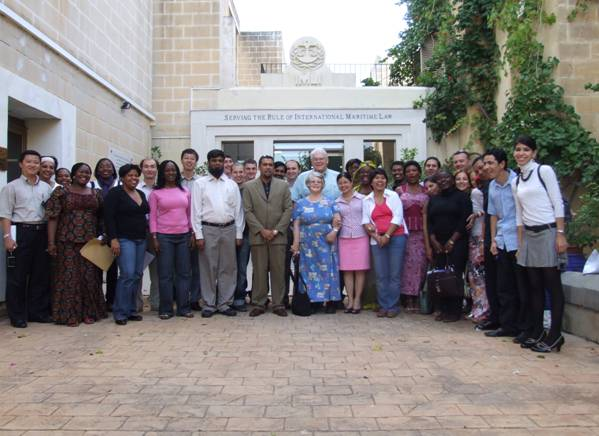 SERVING THE RULE OF INTERNATIONAL MARITIME LAW